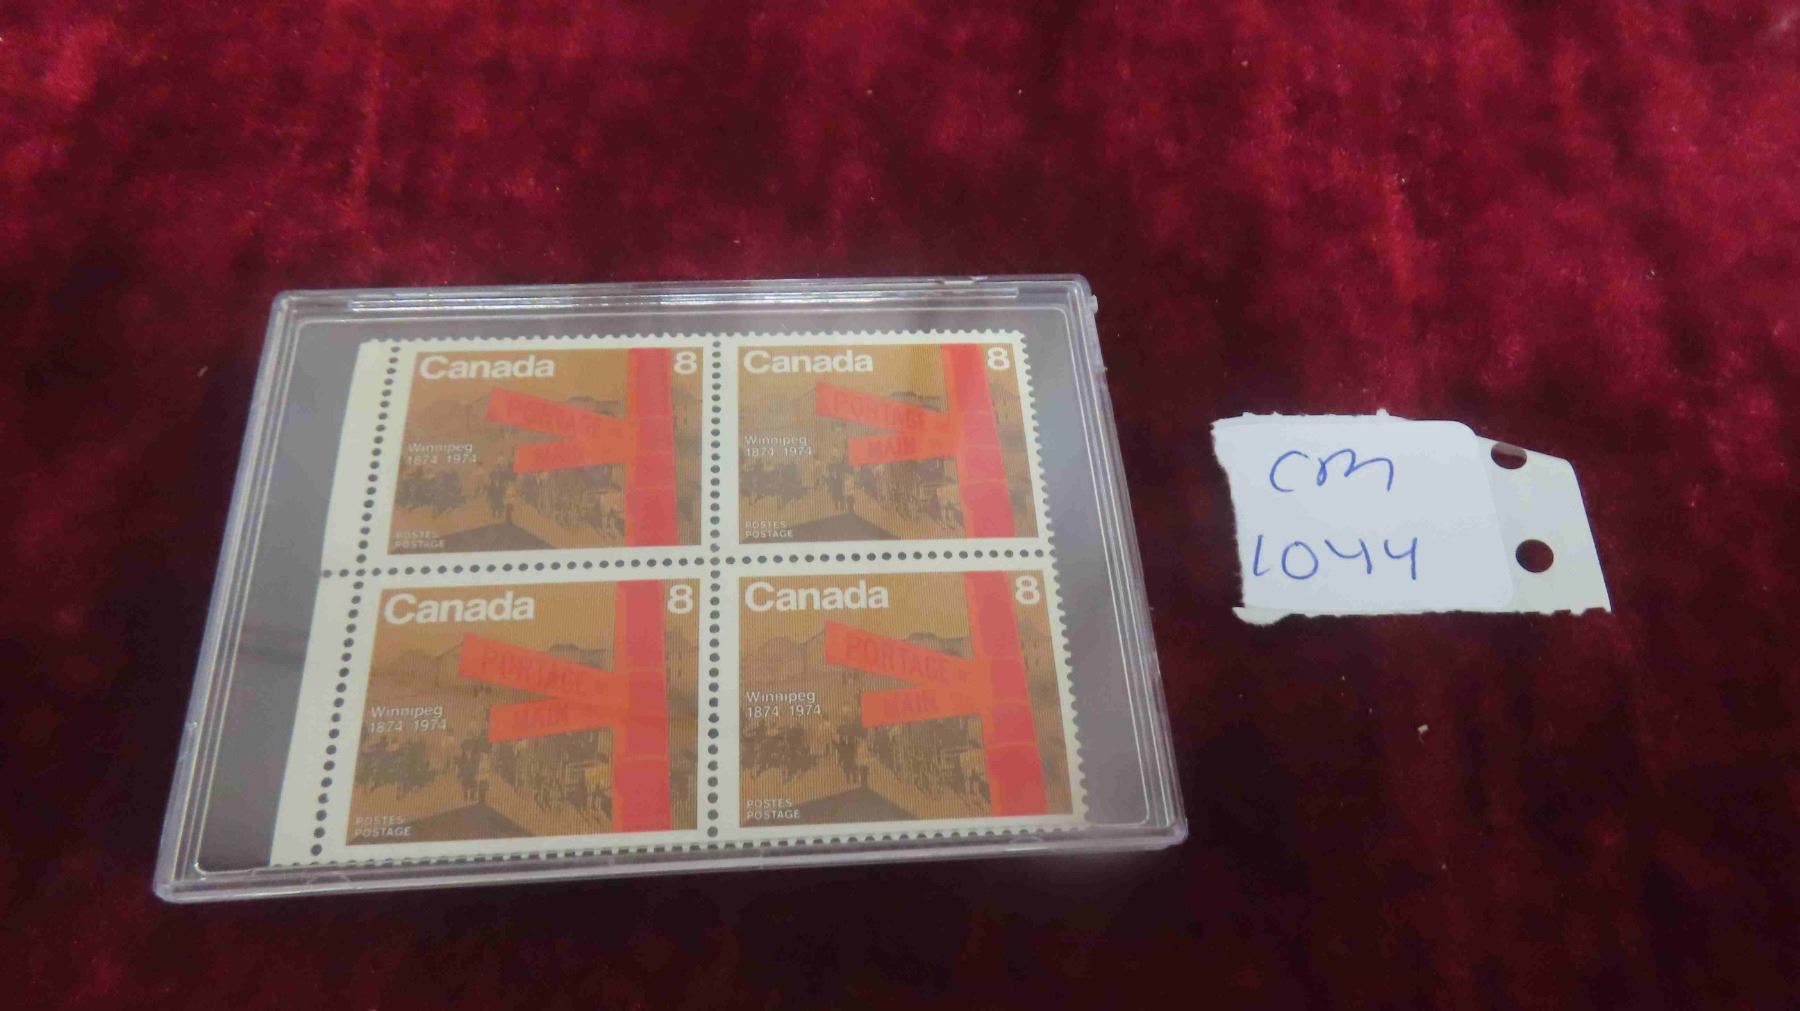 Canada 8
PORTAGE
MAIN
Winnipeg
1874 1974
POSTES
POSTAGE
Canada 8
PORTAGE
MAIN
Winnipeg
1874 1974
POSTES
POSTAGE
Canada 8
PORTAGE
MAIN
Winnipeg
1874 1974
POSTES
POSTAGE
Canada 8
PORTAGE
MAIN
Winnipeg
1874 1974
POSTES
POSTAGE
CM
1044